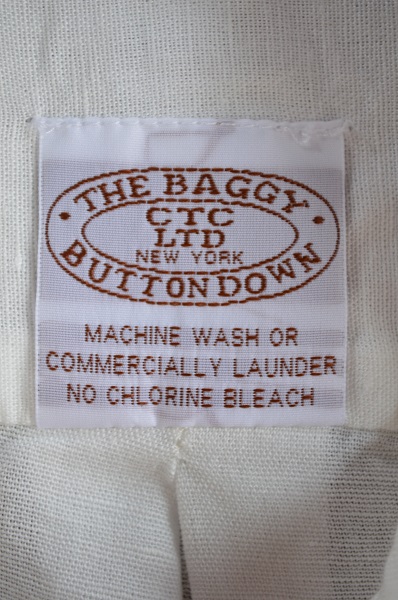 THE BAGGY
CTC
LTD
NEW YORK
BUTTONDOWN
MACHINE WASH OR
COMMERCIALLY LAUNDER
NO CHLORINE BLEACH